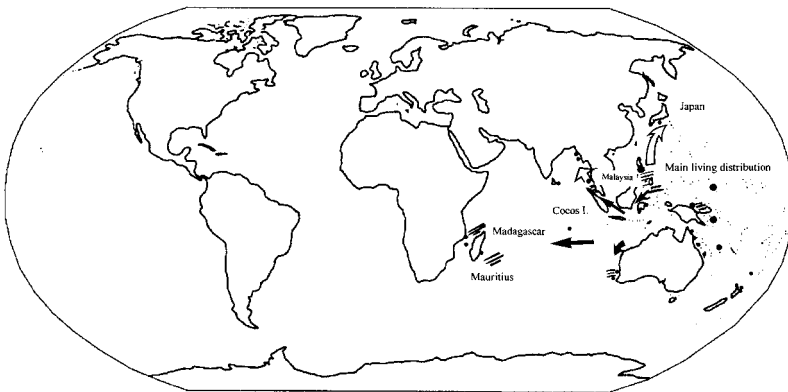 Japan
Malaysia
Main living distribution
Cocos I.
Madagascar
Mauritius